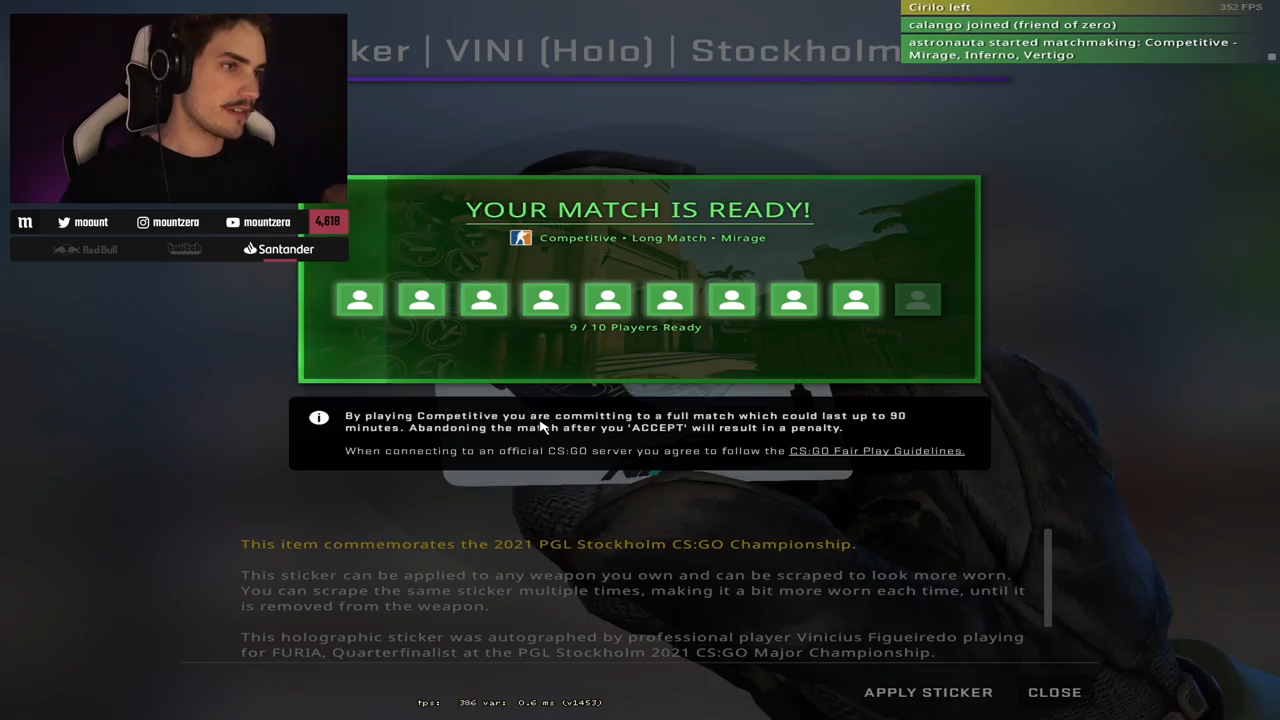 Cirilo left
352 FPS
calango joined (friend of zero)
astronauta started matchmaking: Competitive -
Mirage, Inferno, Vertigo
ker | VINI (Holo) | Stockholm
m
moount
mountzero
mountzera
4,618
Red Bull
twitch
Santander
YOUR MATCH IS READY!
Competitive • Long Match • Mirage
9 / 10 Players Ready
By playing Competitive you are committing to a full match which could last up to 90
minutes. Abandoning the match after you 'ACCEPT' will result in a penalty.
When connecting to an official CS:GO server you agree to follow the CS:GO Fair Play Guidelines.
This item commemorates the 2021 PGL Stockholm CS:GO Championship.
This sticker can be applied to any weapon you own and can be scraped to look more worn.
You can scrape the same sticker multiple times, making it a bit more worn each time, until it
is removed from the weapon.
This holographic sticker was autographed by professional player Vinicius Figueiredo playing
for FURIA, Quarterfinalist at the PGL Stockholm 2021 CS:GO Major Championship.
APPLY STICKER
CLOSE
fps: 386 var: 0.6 ms (v1453)